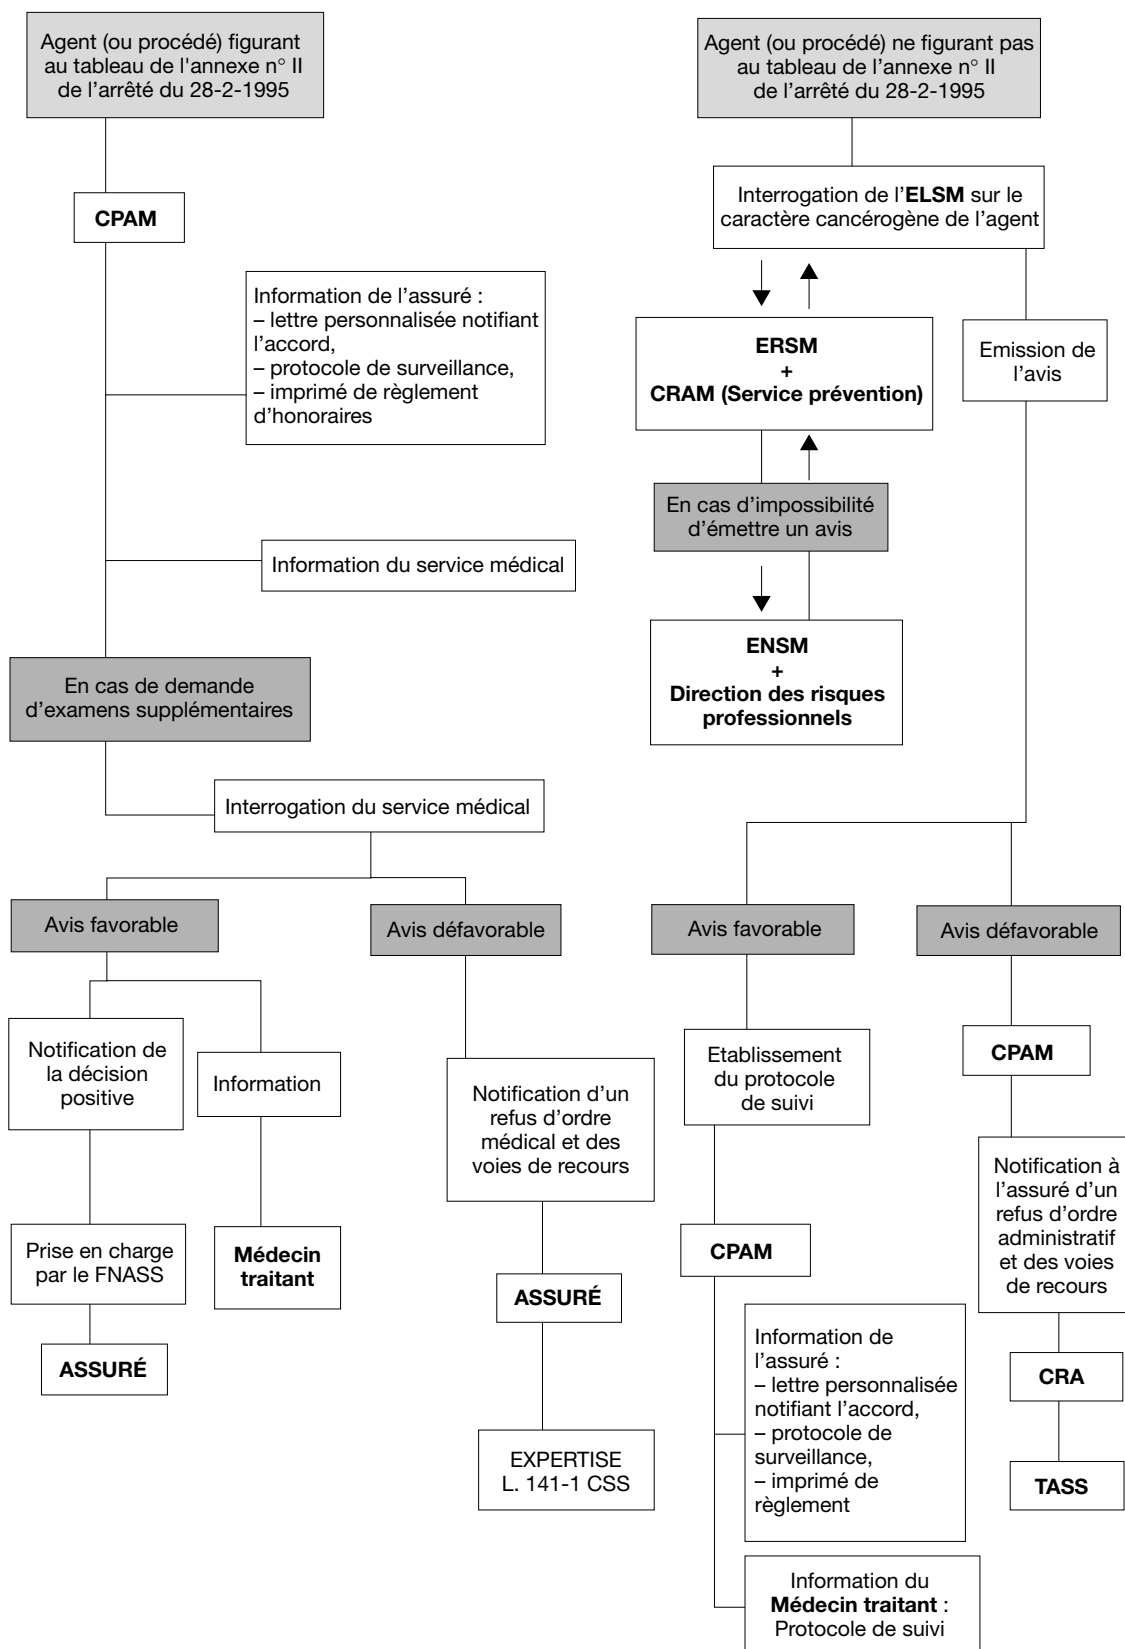 Agent (ou procédé) figurant
au tableau de l'annexe n° II
de l'arrêté du 28-2-1995
CPAM
Information de l'assuré :
– lettre personnalisée notifiant
l'accord,
– protocole de surveillance,
– imprimé de règlement
d'honoraires
Information du service médical
En cas de demande
d'examens supplémentaires
Interrogation du service médical
Avis favorable
Avis défavorable
Notification de
la décision
positive
Information
Notification d'un
refus d'ordre
médical et des
voies de recours
Prise en charge
par le FNASS
Médecin
traitant
ASSURÉ
ASSURÉ
EXPERTISE
L. 141-1 CSS
Agent (ou procédé) ne figurant pas
au tableau de l'annexe n° II
de l'arrêté du 28-2-1995
Interrogation de l'ELSM sur le
caractère cancérogène de l'agent
ERSM
+
CRAM (Service prévention)
Emission de
l'avis
En cas d'impossibilité
d'émettre un avis
ENSM
+
Direction des risques
professionnels
Avis favorable
Avis défavorable
Etablissement
du protocole
de suivi
CPAM
CPAM
Notification à
l'assuré d'un
refus d'ordre
administratif
et des voies
de recours
Information de
l'assuré :
– lettre personnalisée
notifiant l'accord,
– protocole de
surveillance,
– imprimé de
règlement
CRA
TASS
Information du
Médecin traitant :
Protocole de suivi